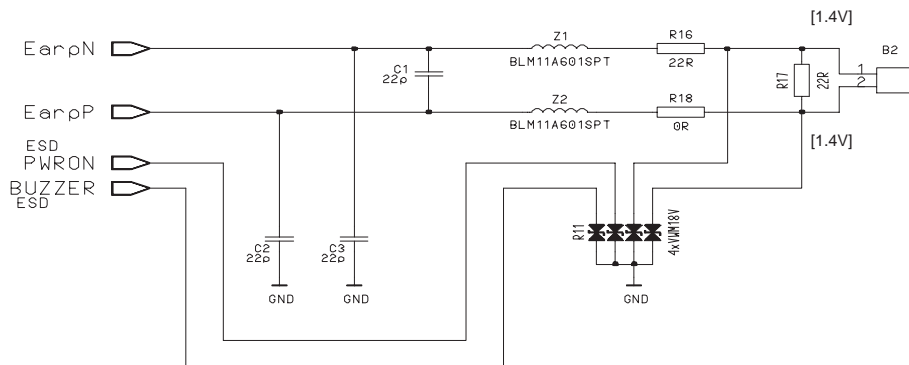 [1.4V]
EarpN
Z1
BLM11A601SPT
R16
22R
B2
C1
22p
R17
22R
1
2
EarpP
Z2
BLM11A601SPT
R18
0R
[1.4V]
ESD
PWRON
BUZZER
ESD
R11
4xVWM18V
C2
22p
C3
22p
GND
GND
GND